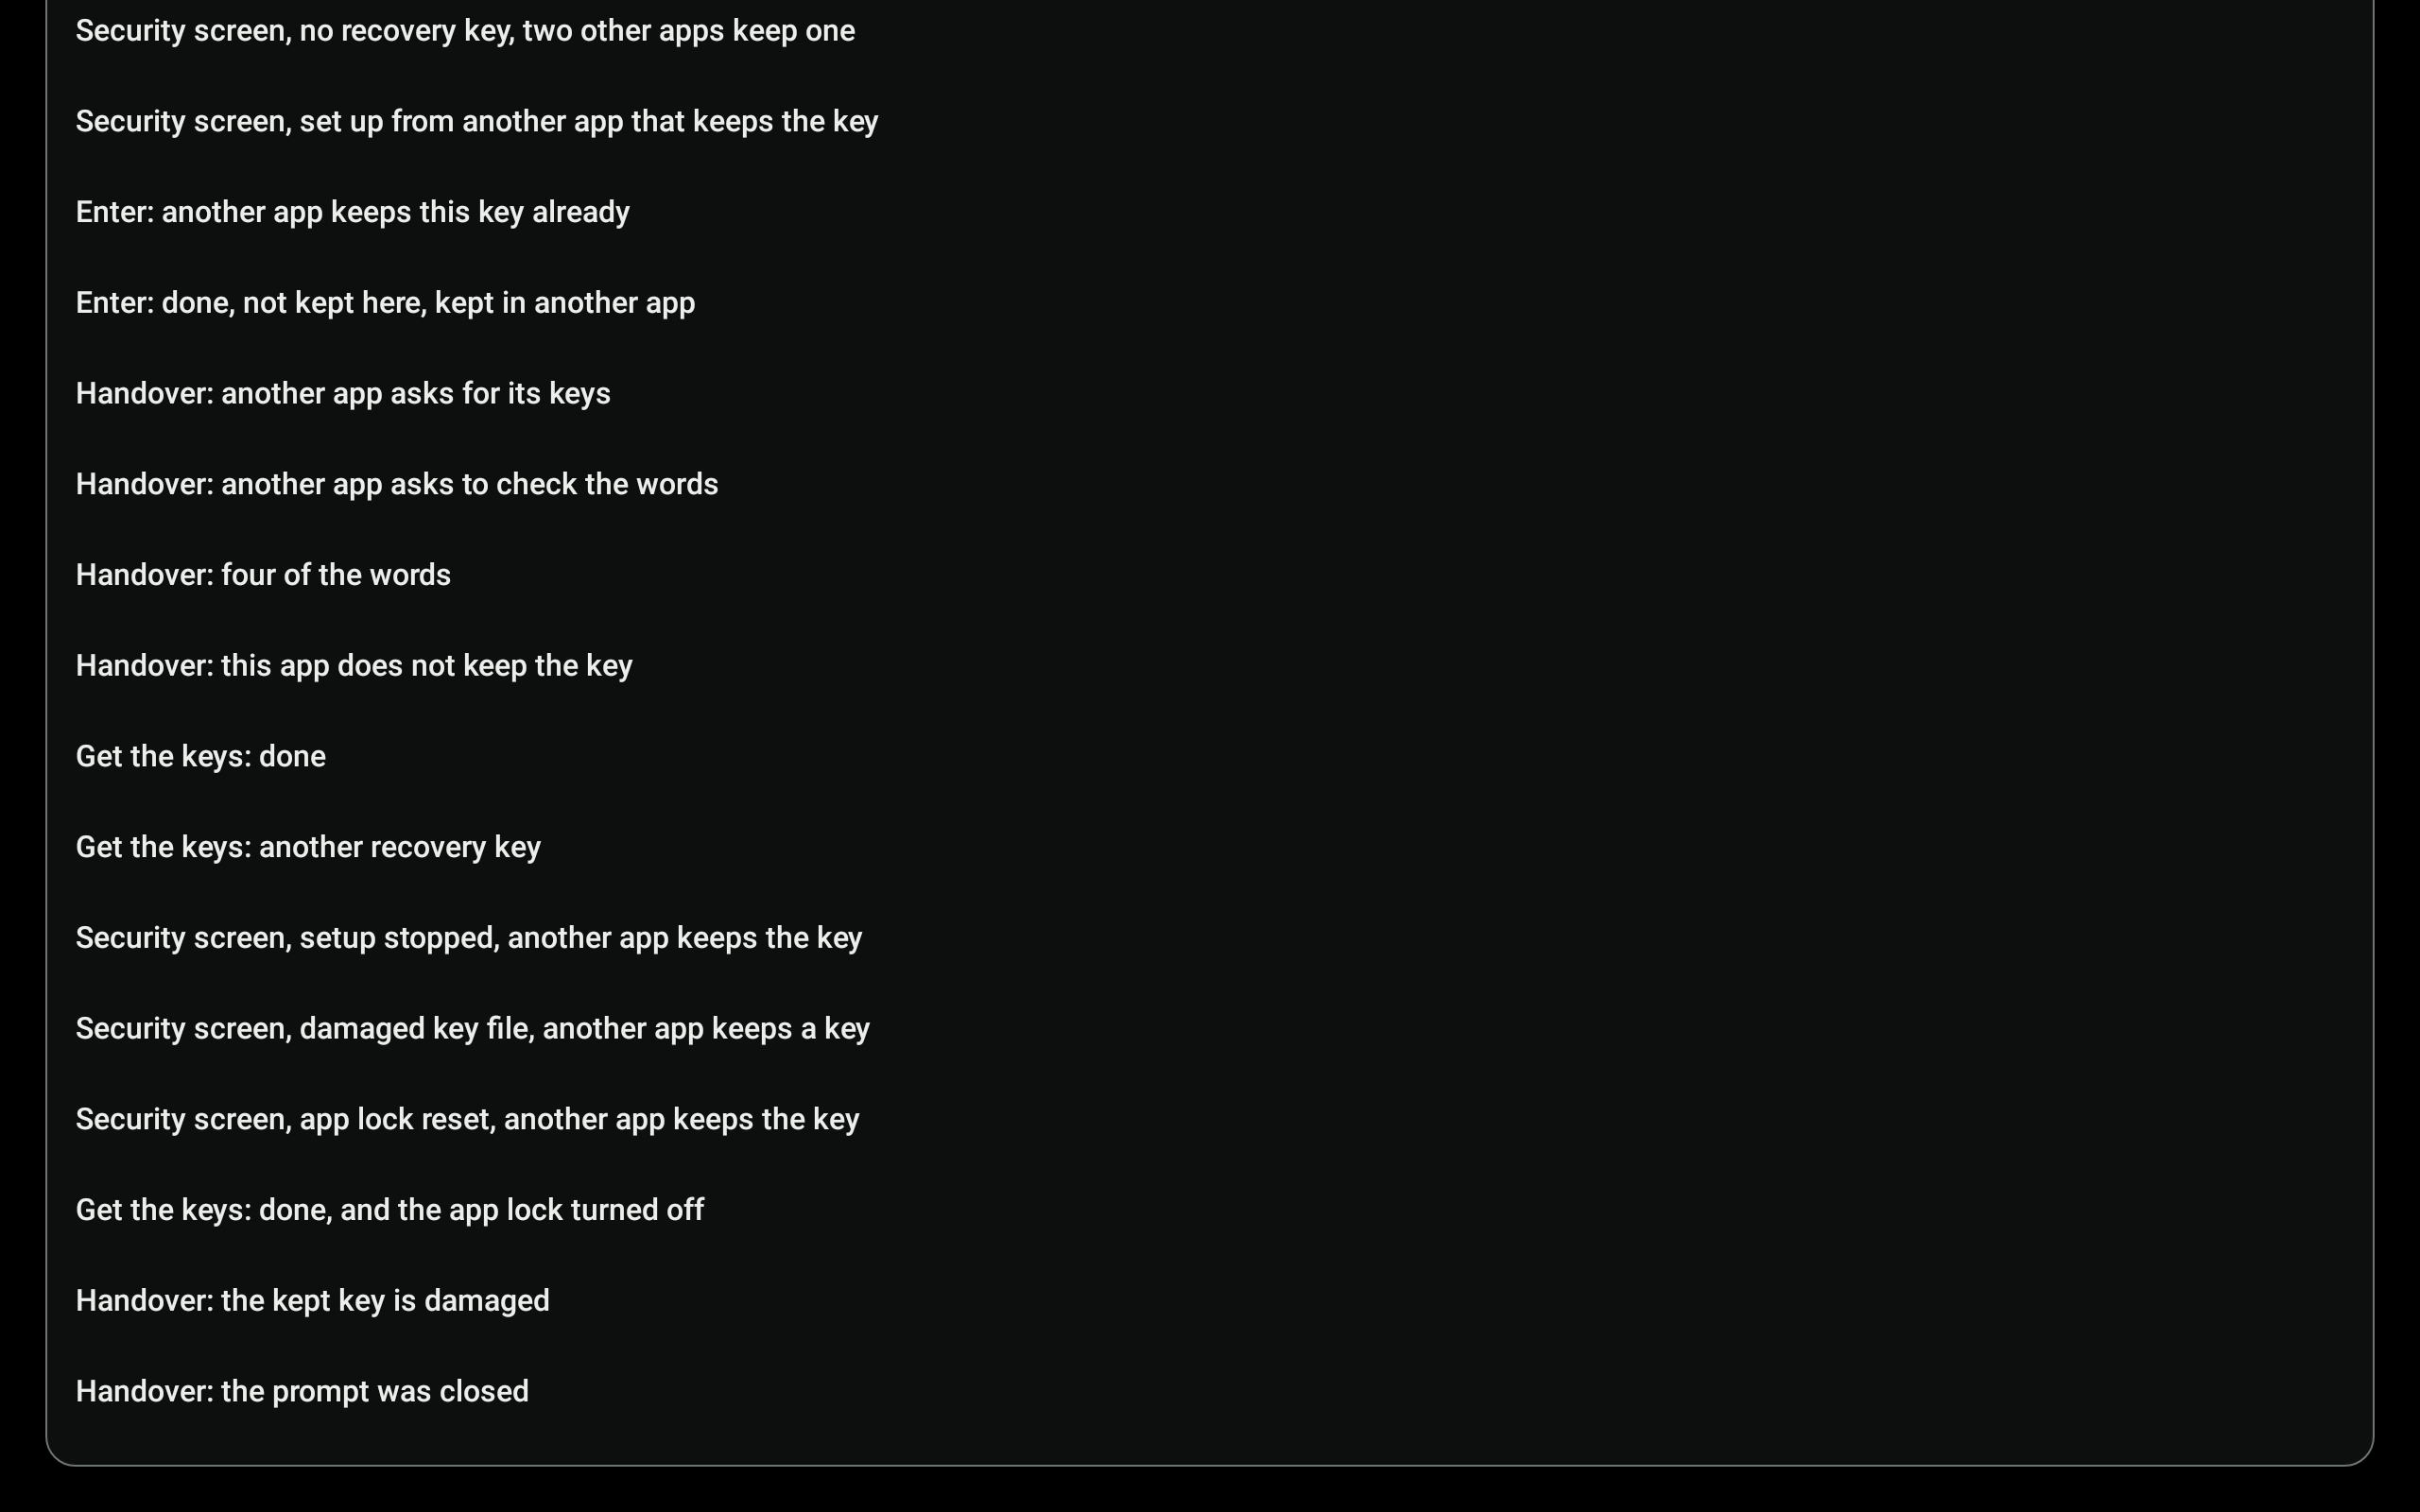 Security screen, no recovery key, two other apps keep one
Security screen, set up from another app that keeps the key
Enter: another app keeps this key already
Enter: done, not kept here, kept in another app
Handover: another app asks for its keys
Handover: another app asks to check the words
Handover: four of the words
Handover: this app does not keep the key
Get the keys: done
Get the keys: another recovery key
Security screen, setup stopped, another app keeps the key
Security screen, damaged key file, another app keeps a key
Security screen, app lock reset, another app keeps the key
Get the keys: done, and the app lock turned off
Handover: the kept key is damaged
Handover: the prompt was closed